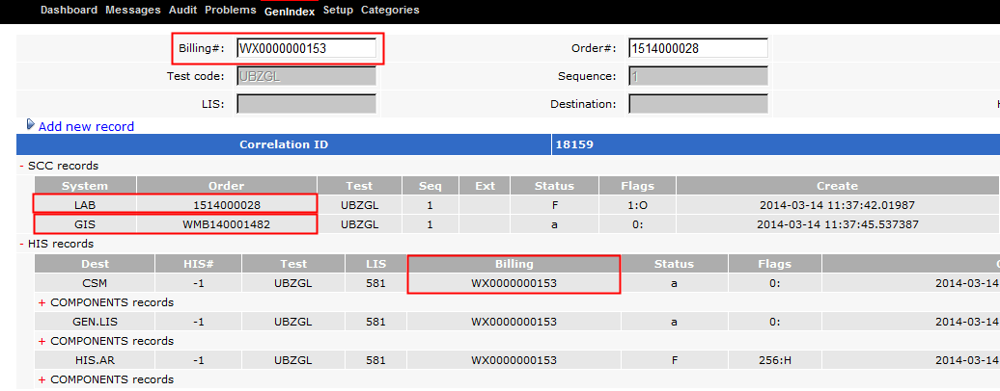 Dashboard Messages Audit Problems GenIndex Setup Categories
Billing#: WX0000000153 Order#: 1514000028
Test code: UBZGL Sequence: 1
LIS: Destination: H
Add new record
Correlation ID 18159
- SCC records
System Order Test Seq Ext Status Flags Create
LAB 1514000028 UBZGL 1 F 1:O 2014-03-14 11:37:42.01987
GIS WMB140001482 UBZGL 1 a 0: 2014-03-14 11:37:45.537387
- HIS records
Dest HIS# Test LIS Billing Status Flags C
CSM -1 UBZGL 581 WX0000000153 a 0: 2014-03-14
+ COMPONENTS records
GEN.LIS -1 UBZGL 581 WX0000000153 a 0: 2014-03-14
+ COMPONENTS records
HIS.AR -1 UBZGL 581 WX0000000153 F 256:H 2014-03-14
+ COMPONENTS records